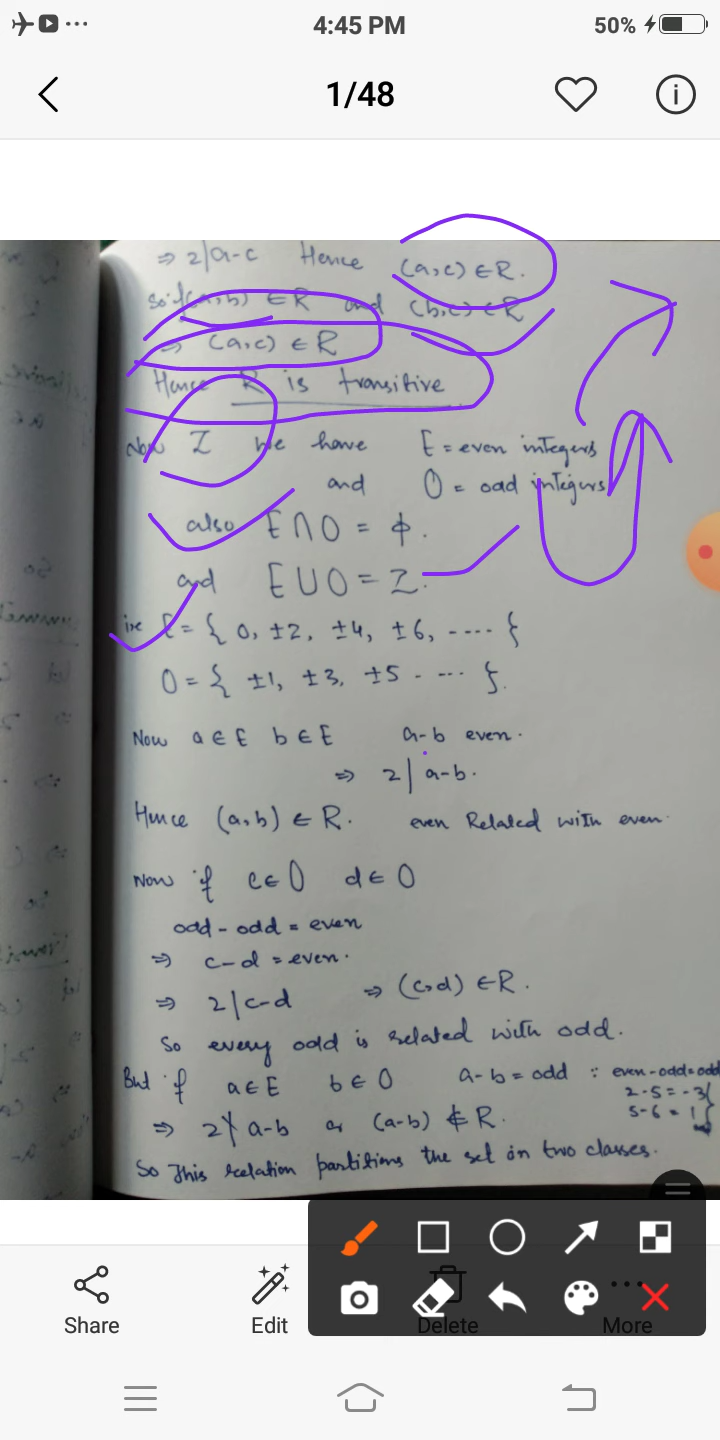 4:45 PM
50%
1/48
⇒ 2|a-c Hence (a,c) ∈ R.
So if (a,b) ∈ R and (b,c) ∈ R
⇒ (a,c) ∈ R
Hence R is transitive
Now Z we have E = even integers
and O = odd integers
also E ∩ O = ϕ.
and E U O = Z.
ie E = { 0, ±2, ±4, ±6, ---- }
O = { ±1, ±3, ±5 - --- }.
Now a ∈ E b ∈ E a-b even.
⇒ 2| a-b.
Hence (a,b) ∈ R. even Related with even.
Now if c ∈ O d ∈ O
odd - odd = even
⇒ c-d = even.
⇒ 2|c-d ⇒ (c,d) ∈ R.
So every odd is related with odd.
But if a ∈ E b ∈ O a-b = odd ∵ even-odd=odd
2-5=-3
5-6=1
⇒ 2∤ a-b or (a-b) ∉ R.
So This relation partitions the set in two classes.
Share
Edit
Delete
More